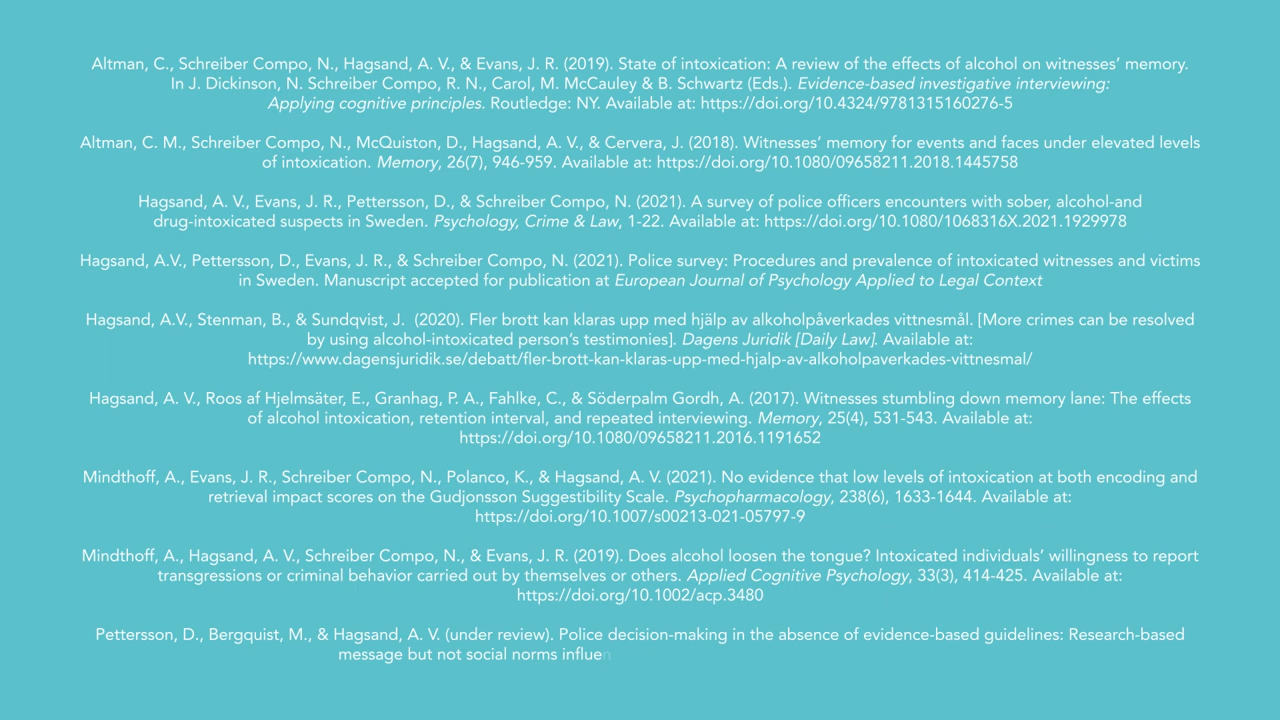 Altman, C., Schreiber Compo, N., Hagsand, A. V., & Evans, J. R. (2019). State of intoxication: A review of the effects of alcohol on witnesses’ memory.
In J. Dickinson, N. Schreiber Compo, R. N., Carol, M. McCauley & B. Schwartz (Eds.). Evidence-based investigative interviewing:
Applying cognitive principles. Routledge: NY. Available at: https://doi.org/10.4324/9781315160276-5
Altman, C. M., Schreiber Compo, N., McQuiston, D., Hagsand, A. V., & Cervera, J. (2018). Witnesses’ memory for events and faces under elevated levels
of intoxication. Memory, 26(7), 946-959. Available at: https://doi.org/10.1080/09658211.2018.1445758
Hagsand, A. V., Evans, J. R., Pettersson, D., & Schreiber Compo, N. (2021). A survey of police officers encounters with sober, alcohol-and
drug-intoxicated suspects in Sweden. Psychology, Crime & Law, 1-22. Available at: https://doi.org/10.1080/1068316X.2021.1929978
Hagsand, A.V., Pettersson, D., Evans, J. R., & Schreiber Compo, N. (2021). Police survey: Procedures and prevalence of intoxicated witnesses and victims
in Sweden. Manuscript accepted for publication at European Journal of Psychology Applied to Legal Context
Hagsand, A.V., Stenman, B., & Sundqvist, J. (2020). Fler brott kan klaras upp med hjälp av alkoholpåverkades vittnesmål. [More crimes can be resolved
by using alcohol-intoxicated person’s testimonies]. Dagens Juridik [Daily Law]. Available at:
https://www.dagensjuridik.se/debatt/fler-brott-kan-klaras-upp-med-hjalp-av-alkoholpaverkades-vittnesmal/
Hagsand, A. V., Roos af Hjelmsäter, E., Granhag, P. A., Fahlke, C., & Söderpalm Gordh, A. (2017). Witnesses stumbling down memory lane: The effects
of alcohol intoxication, retention interval, and repeated interviewing. Memory, 25(4), 531-543. Available at:
https://doi.org/10.1080/09658211.2016.1191652
Mindthoff, A., Evans, J. R., Schreiber Compo, N., Polanco, K., & Hagsand, A. V. (2021). No evidence that low levels of intoxication at both encoding and
retrieval impact scores on the Gudjonsson Suggestibility Scale. Psychopharmacology, 238(6), 1633-1644. Available at:
https://doi.org/10.1007/s00213-021-05797-9
Mindthoff, A., Hagsand, A. V., Schreiber Compo, N., & Evans, J. R. (2019). Does alcohol loosen the tongue? Intoxicated individuals’ willingness to report
transgressions or criminal behavior carried out by themselves or others. Applied Cognitive Psychology, 33(3), 414-425. Available at:
https://doi.org/10.1002/acp.3480
Pettersson, D., Bergquist, M., & Hagsand, A. V. (under review). Police decision-making in the absence of evidence-based guidelines: Research-based
message but not social norms influen